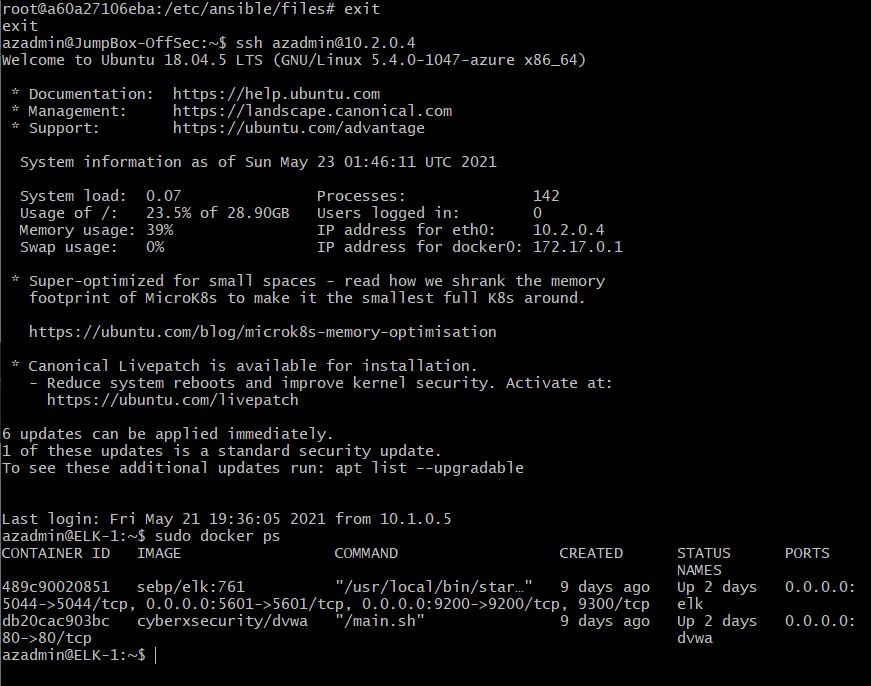 root@a60a27106eba:/etc/ansible/files# exit
exit
azadmin@JumpBox-OffSec:~$ ssh azadmin@10.2.0.4
Welcome to Ubuntu 18.04.5 LTS (GNU/Linux 5.4.0-1047-azure x86_64)

 * Documentation:  https://help.ubuntu.com
 * Management:     https://landscape.canonical.com
 * Support:        https://ubuntu.com/advantage

  System information as of Sun May 23 01:46:11 UTC 2021

  System load:  0.07              Processes:              142
  Usage of /:   23.5% of 28.90GB   Users logged in:        0
  Memory usage: 39%               IP address for eth0:    10.2.0.4
  Swap usage:   0%                IP address for docker0: 172.17.0.1

 * Super-optimized for small spaces - read how we shrank the memory
   footprint of MicroK8s to make it the smallest full K8s around.

   https://ubuntu.com/blog/microk8s-memory-optimisation

 * Canonical Livepatch is available for installation.
   - Reduce system reboots and improve kernel security. Activate at:
     https://ubuntu.com/livepatch

6 updates can be applied immediately.
1 of these updates is a standard security update.
To see these additional updates run: apt list --upgradable


Last login: Fri May 21 19:36:05 2021 from 10.1.0.5
azadmin@ELK-1:~$ sudo docker ps
CONTAINER ID   IMAGE                 COMMAND                  CREATED       STATUS      PORTS
                                                                           NAMES
489c90020851   sebp/elk:761          "/usr/local/bin/star…"   9 days ago    Up 2 days   0.0.0.0:
5044->5044/tcp, 0.0.0.0:5601->5601/tcp, 0.0.0.0:9200->9200/tcp, 9300/tcp   elk
db20cac903bc   cyberxsecurity/dvwa   "/main.sh"               9 days ago    Up 2 days   0.0.0.0:
80->80/tcp                                                                 dvwa
azadmin@ELK-1:~$